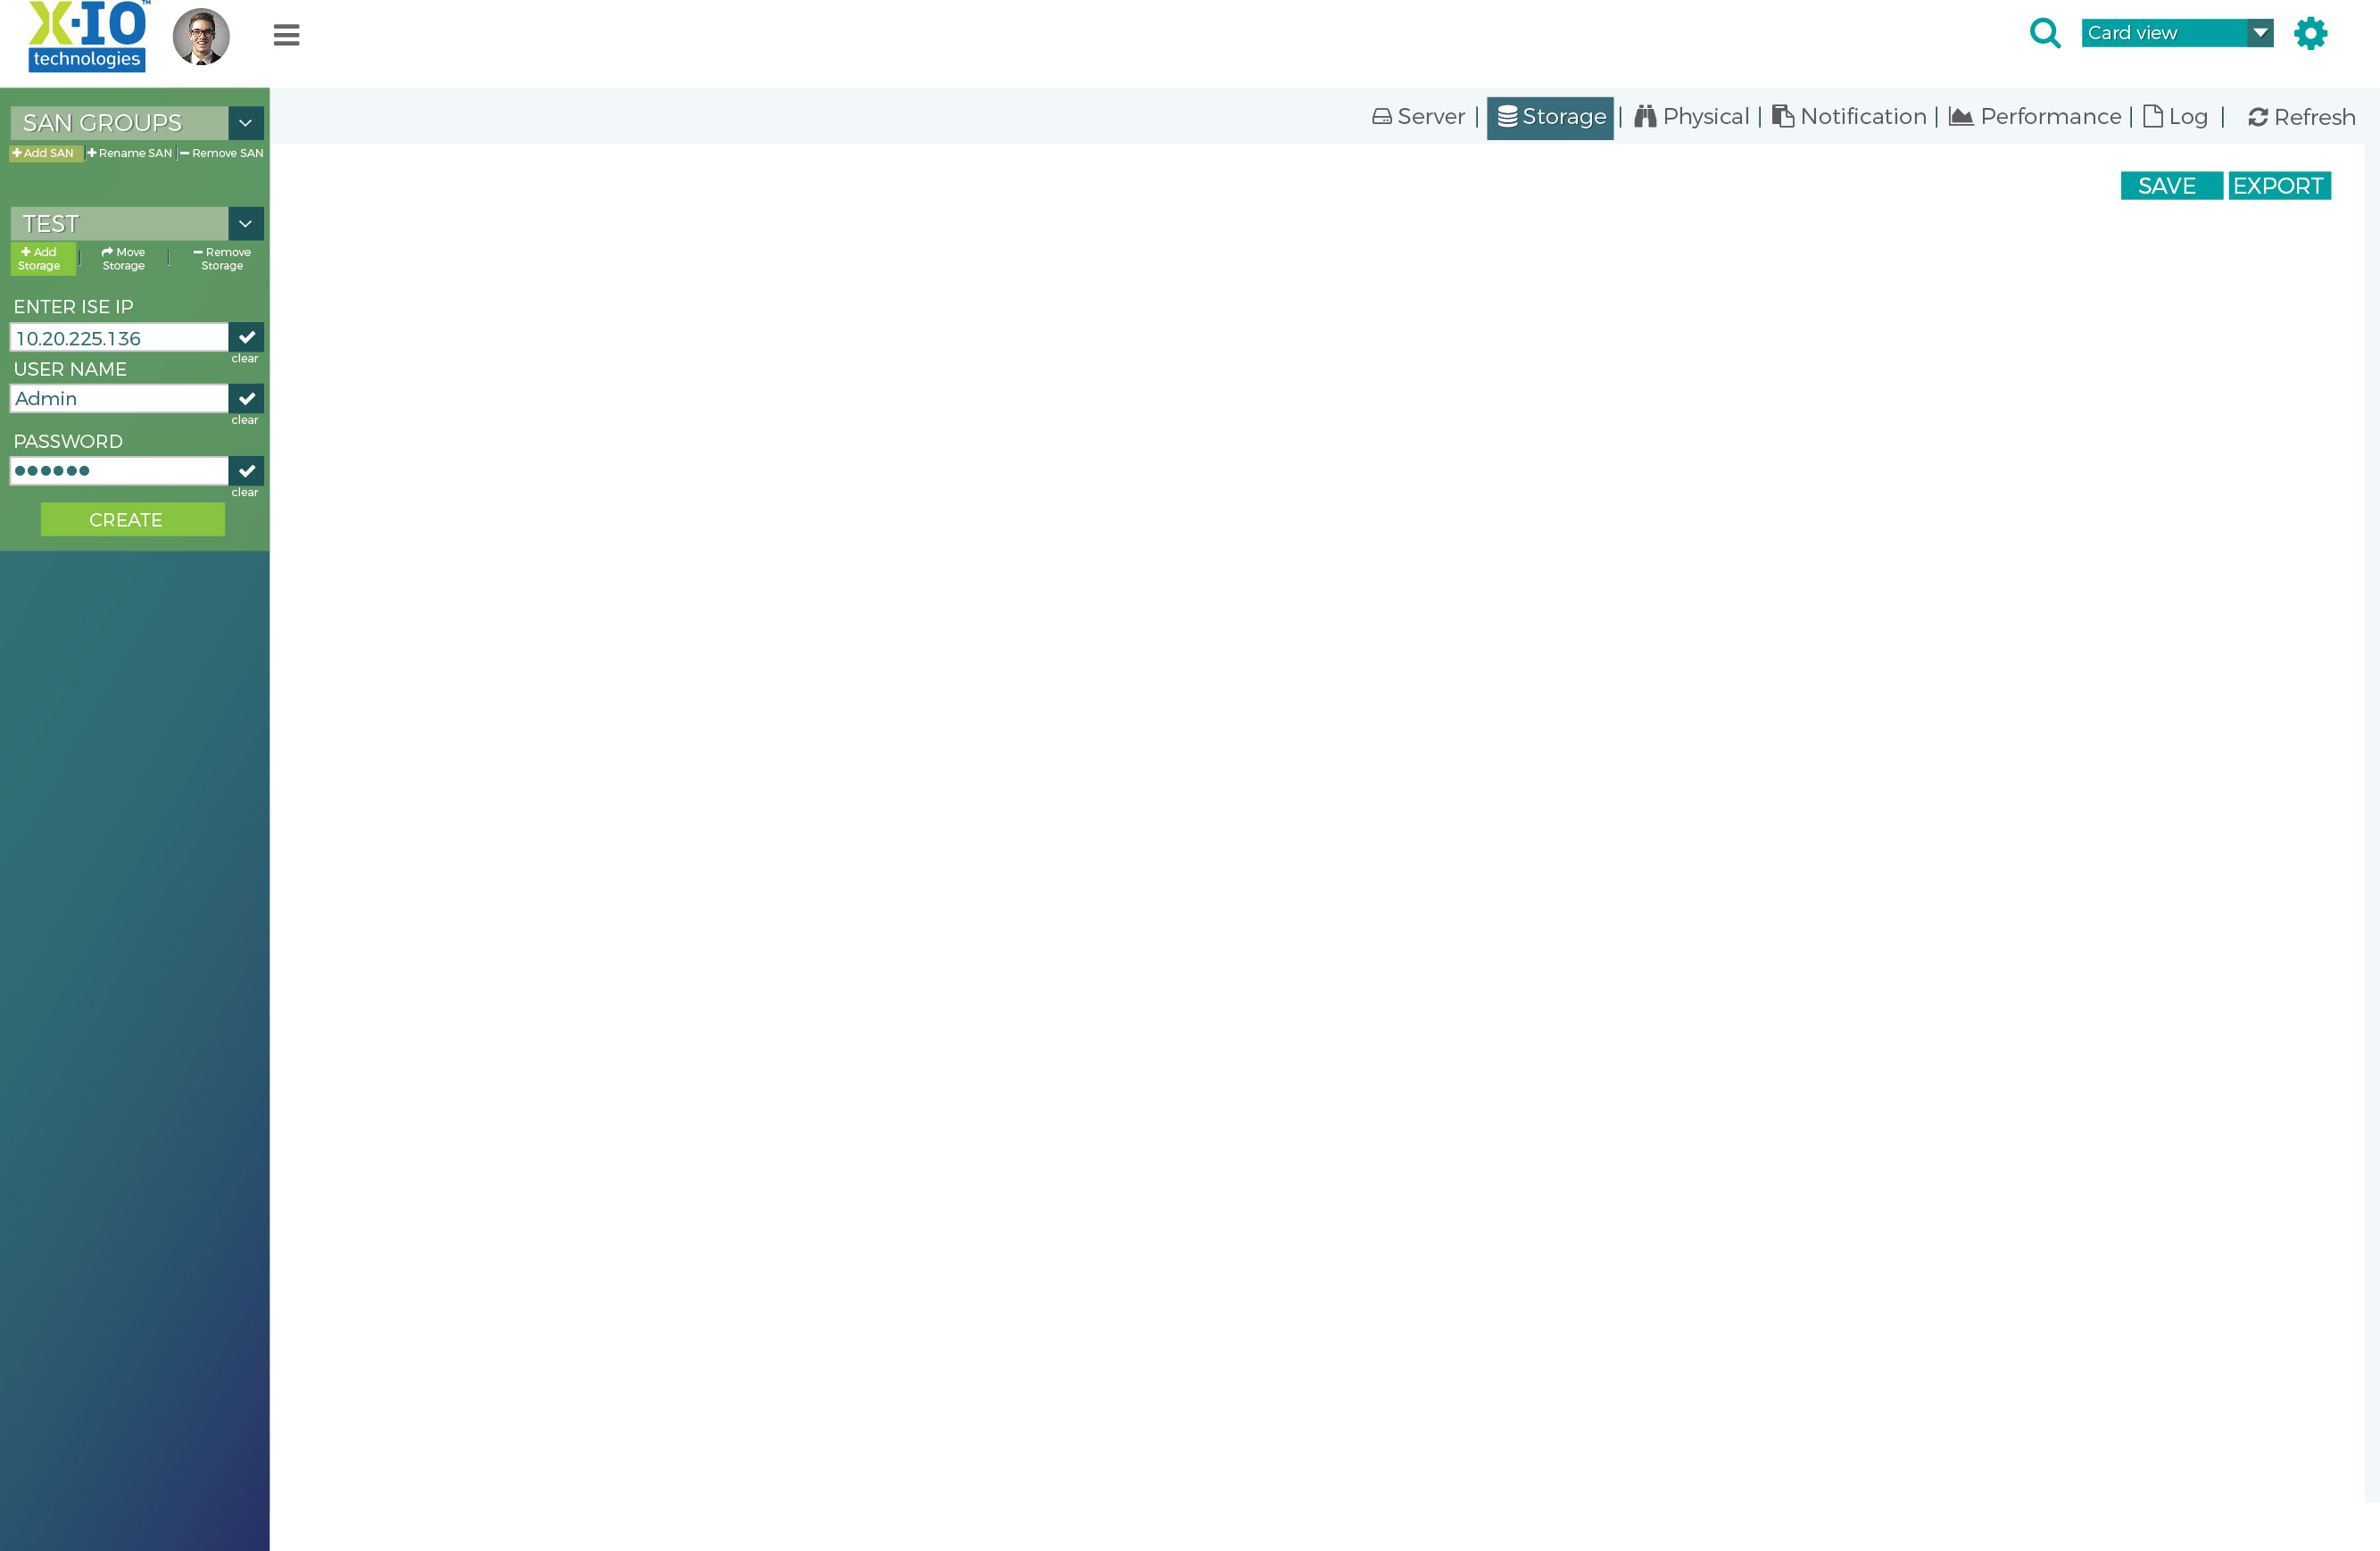 X-IO™
technologies
Card view
Server | Storage | Physical | Notification | Performance | Log | Refresh
SAVE EXPORT
SAN GROUPS
Add SAN | Rename SAN | Remove SAN
TEST
Add Storage | Move Storage | Remove Storage
ENTER ISE IP
10.20.225.136
clear
USER NAME
Admin
clear
PASSWORD
●●●●●●
clear
CREATE